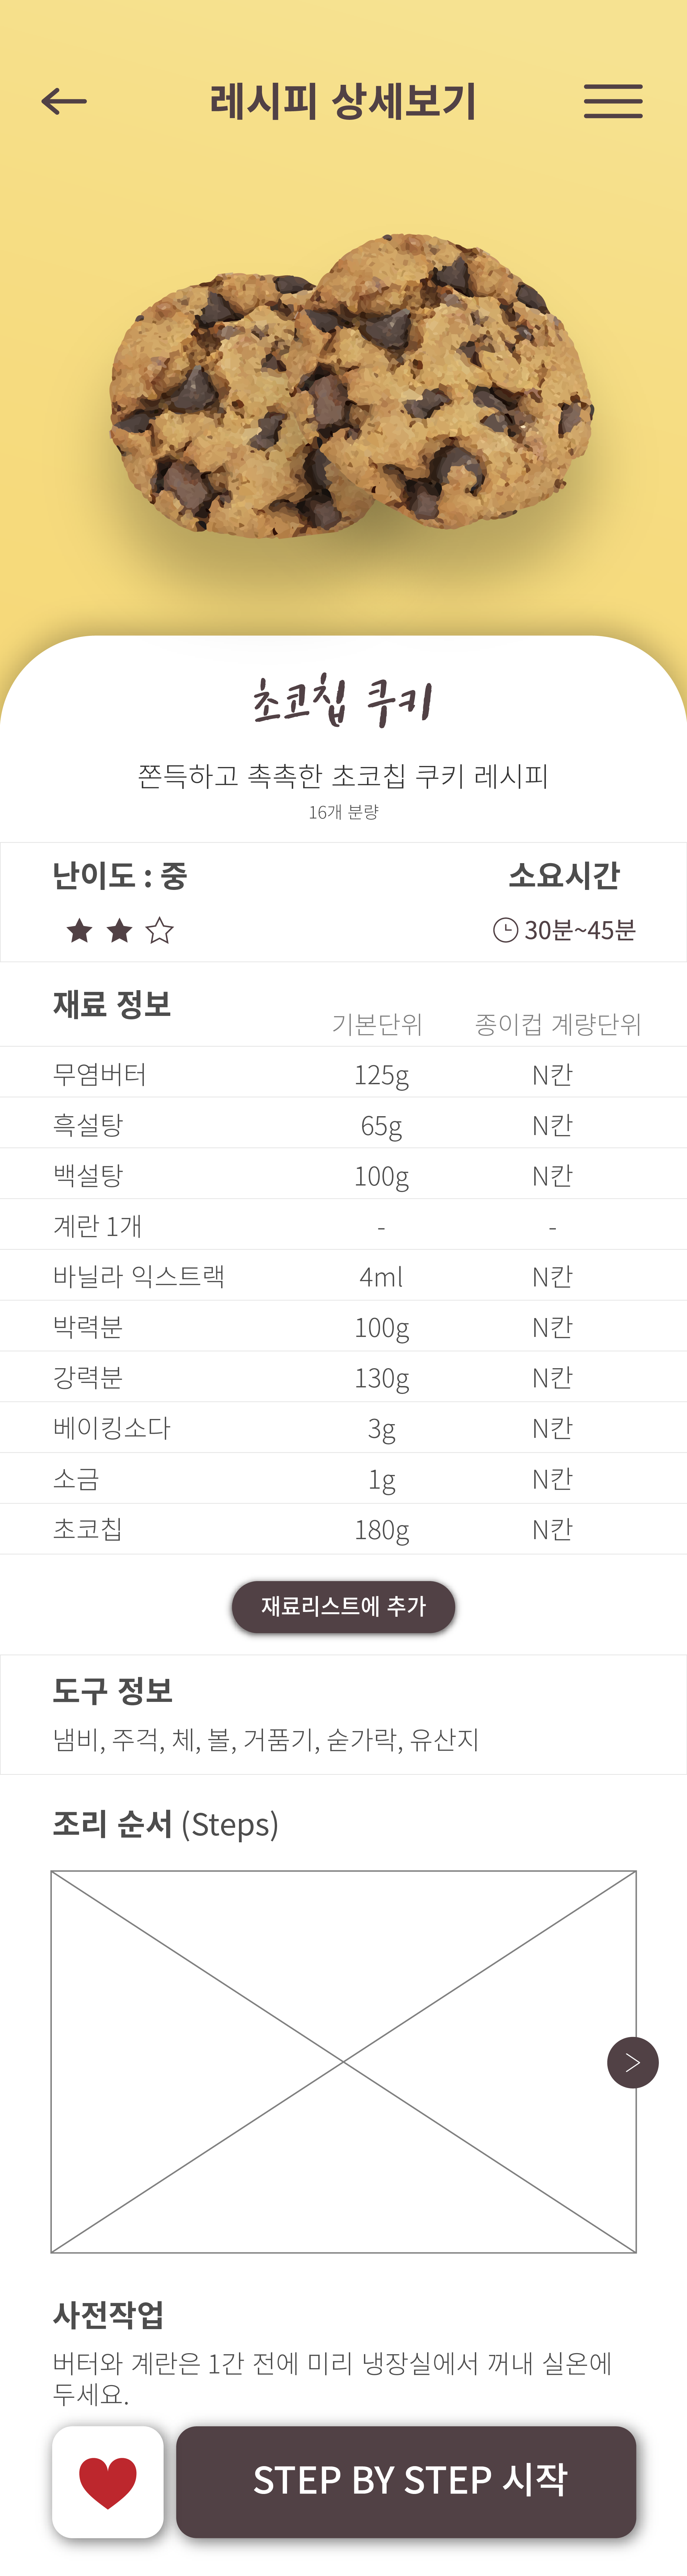 레시피 상세보기
초코칩 쿠키
쫀득하고 촉촉한 초코칩 쿠키 레시피
16개 분량
난이도 : 중 소요시간
30분~45분
재료 정보 기본단위 종이컵 계량단위
무염버터 125g N칸
흑설탕 65g N칸
백설탕 100g N칸
계란 1개 - -
바닐라 익스트랙 4ml N칸
박력분 100g N칸
강력분 130g N칸
베이킹소다 3g N칸
소금 1g N칸
초코칩 180g N칸
재료리스트에 추가
도구 정보
냄비, 주걱, 체, 볼, 거품기, 숟가락, 유산지
조리 순서 (Steps)
사전작업
버터와 계란은 1간 전에 미리 냉장실에서 꺼내 실온에
두세요.
STEP BY STEP 시작